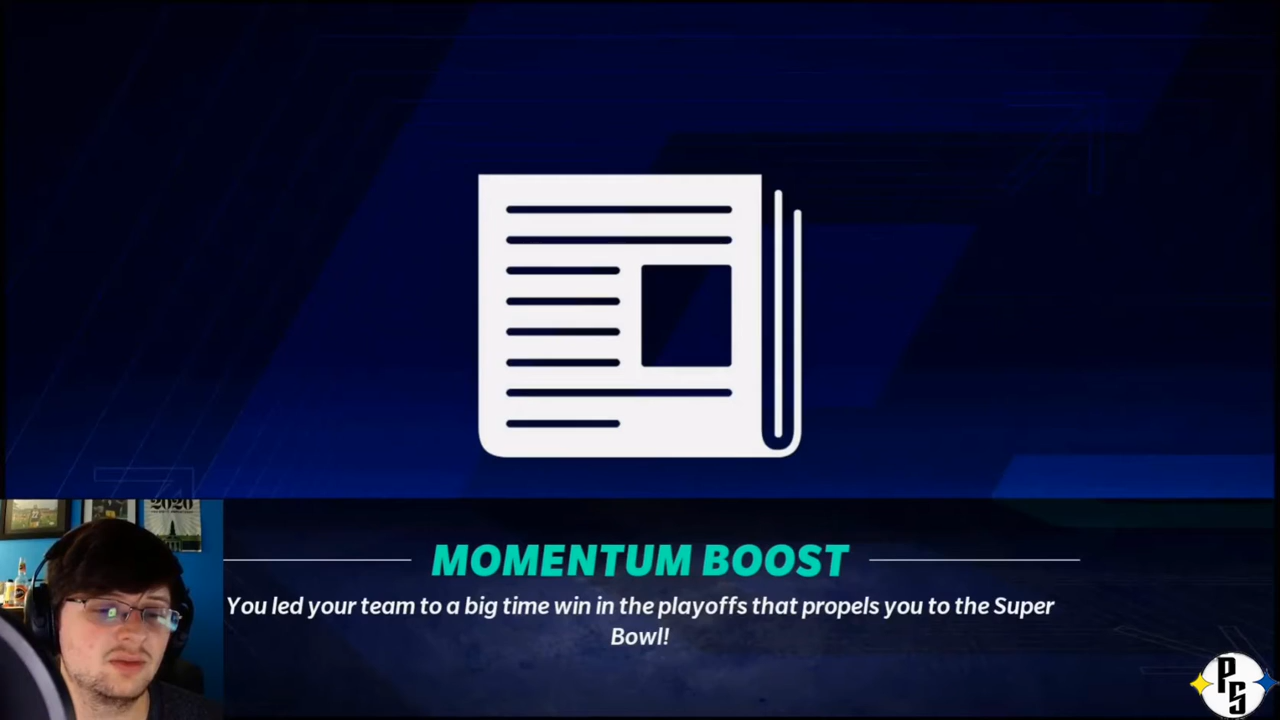 2020
MOMENTUM BOOST
You led your team to a big time win in the playoffs that propels you to the Super
Bowl!
PS